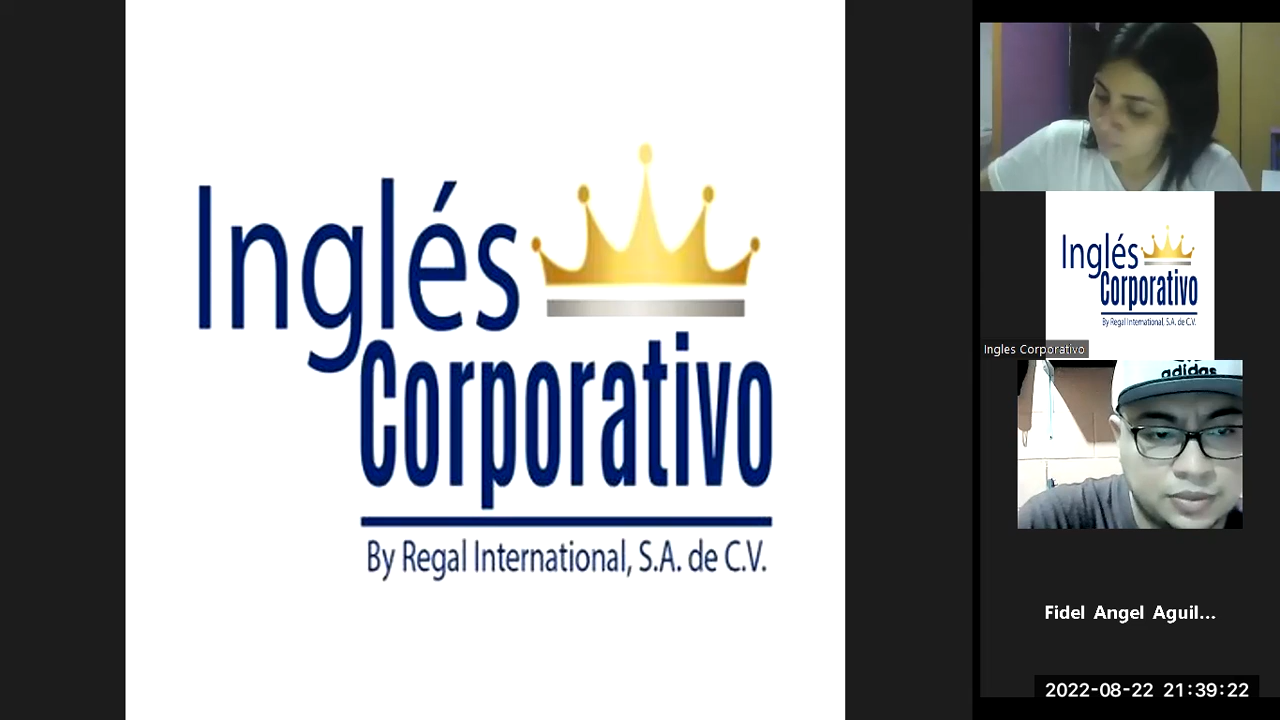 Inglés
Corporativo
By Regal International, S.A. de C.V.
Inglés
Corporativo
By Regal International, S.A. de C.V.
Ingles Corporativo
adidas
Fidel Angel Aguil...
2022-08-22 21:39:22